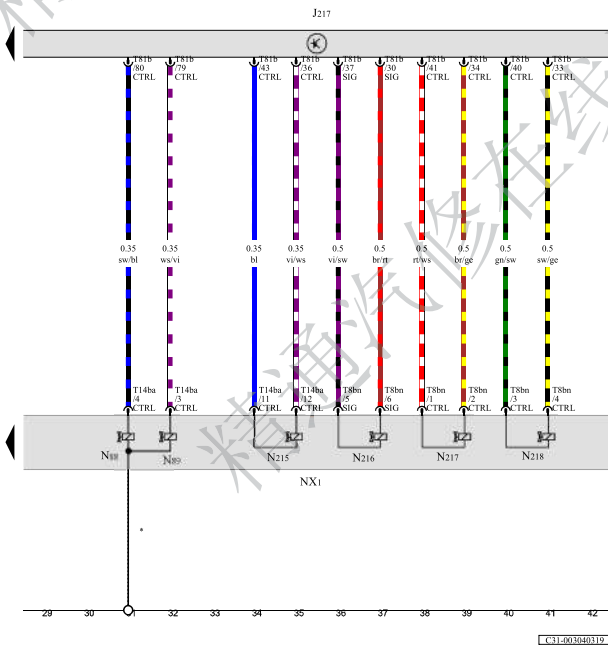 J217
T81b T81b T81b T81b T81b T81b T81b T81b T81b T81b
/80 /79 /43 /36 /37 /30 /41 /34 /40 /33
CTRL CTRL CTRL CTRL SIG SIG CTRL CTRL CTRL CTRL
0.35 0.35 0.35 0.35 0.5 0.5 0.5 0.5 0.5 0.5
sw/bl ws/vi bl vi/ws vi/sw br/rt rt/ws br/ge gn/sw sw/ge
T14ba T14ba T14ba T14ba T8bn T8bn T8bn T8bn T8bn T8bn
/4 /3 /11 /12 /5 /6 /1 /2 /3 /4
CTRL CTRL CTRL CTRL SIG SIG CTRL CTRL CTRL CTRL
N88 N89 N215 N216 N217 N218
NX1
29 30 32 33 34 35 36 37 38 39 40 41 42
C31-003040319
精通汽修在线